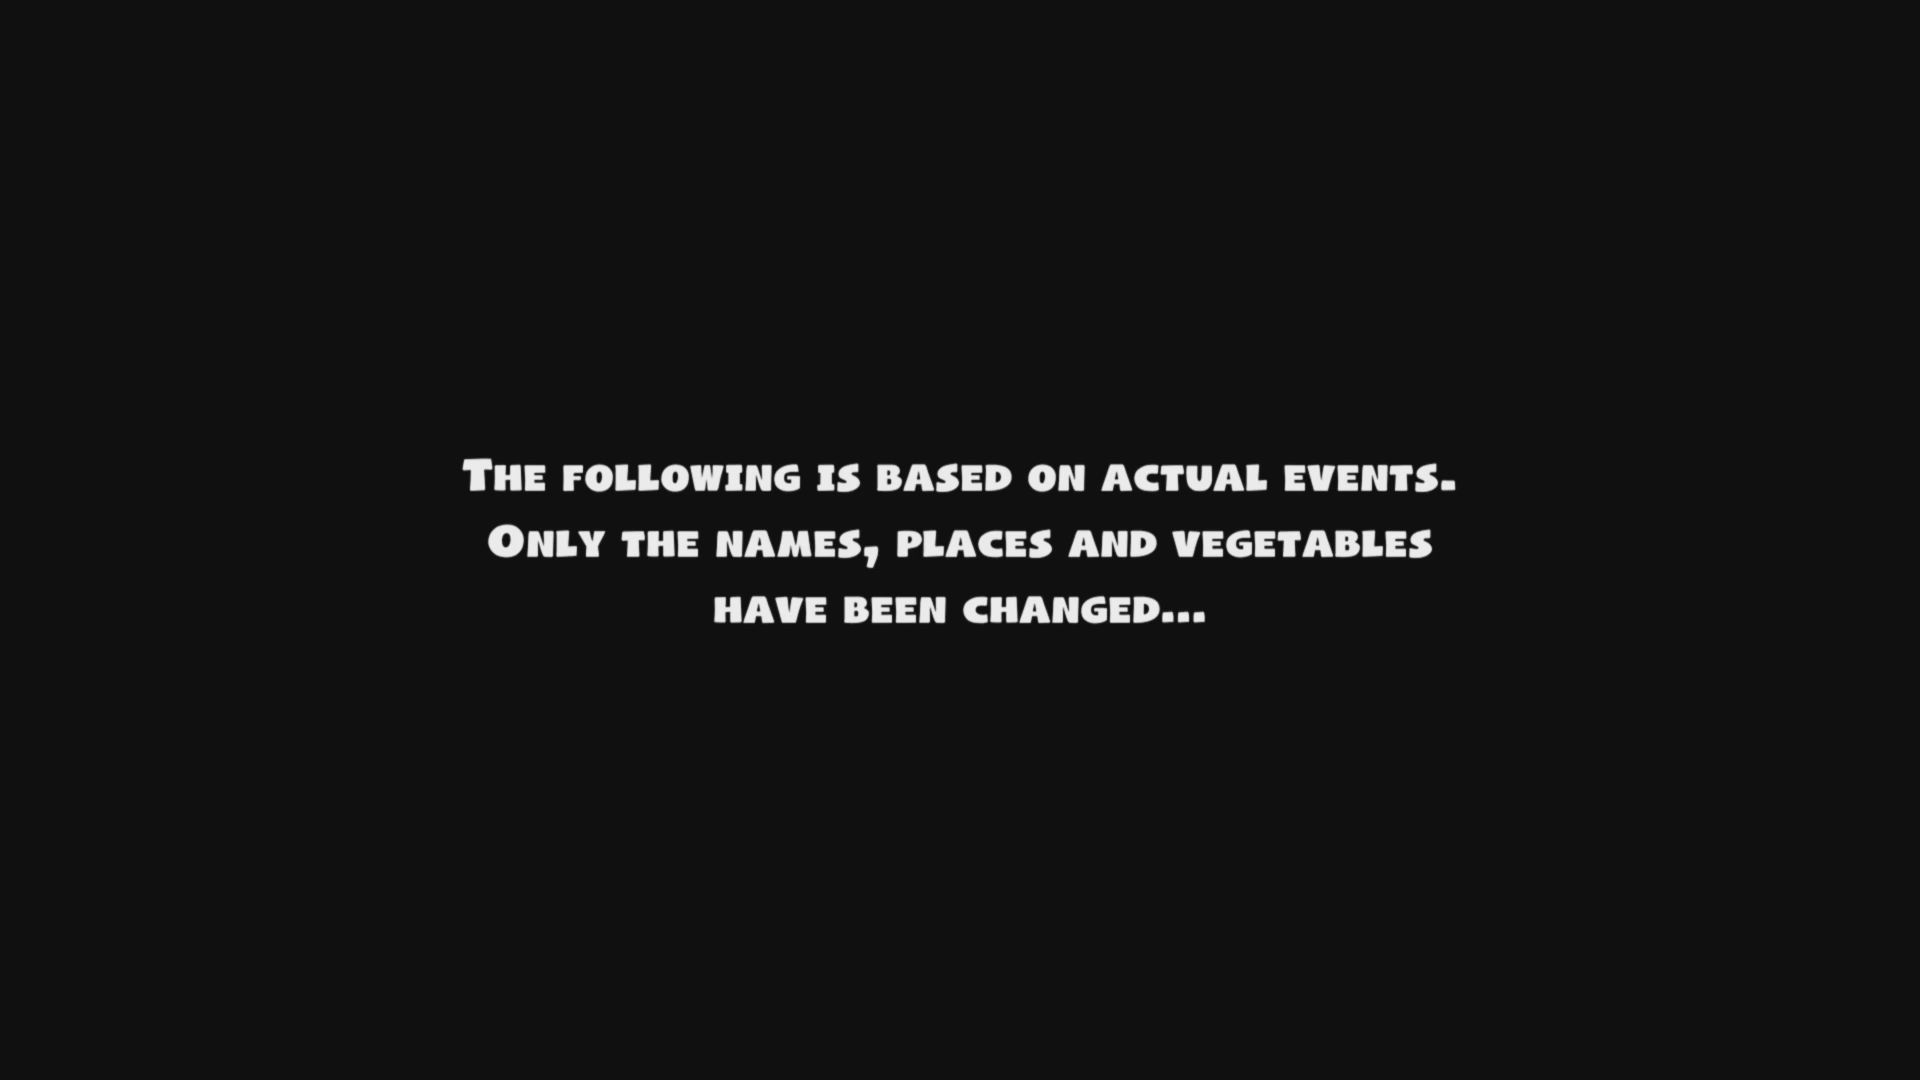 The following is based on actual events.
Only the names, places and vegetables
have been changed...